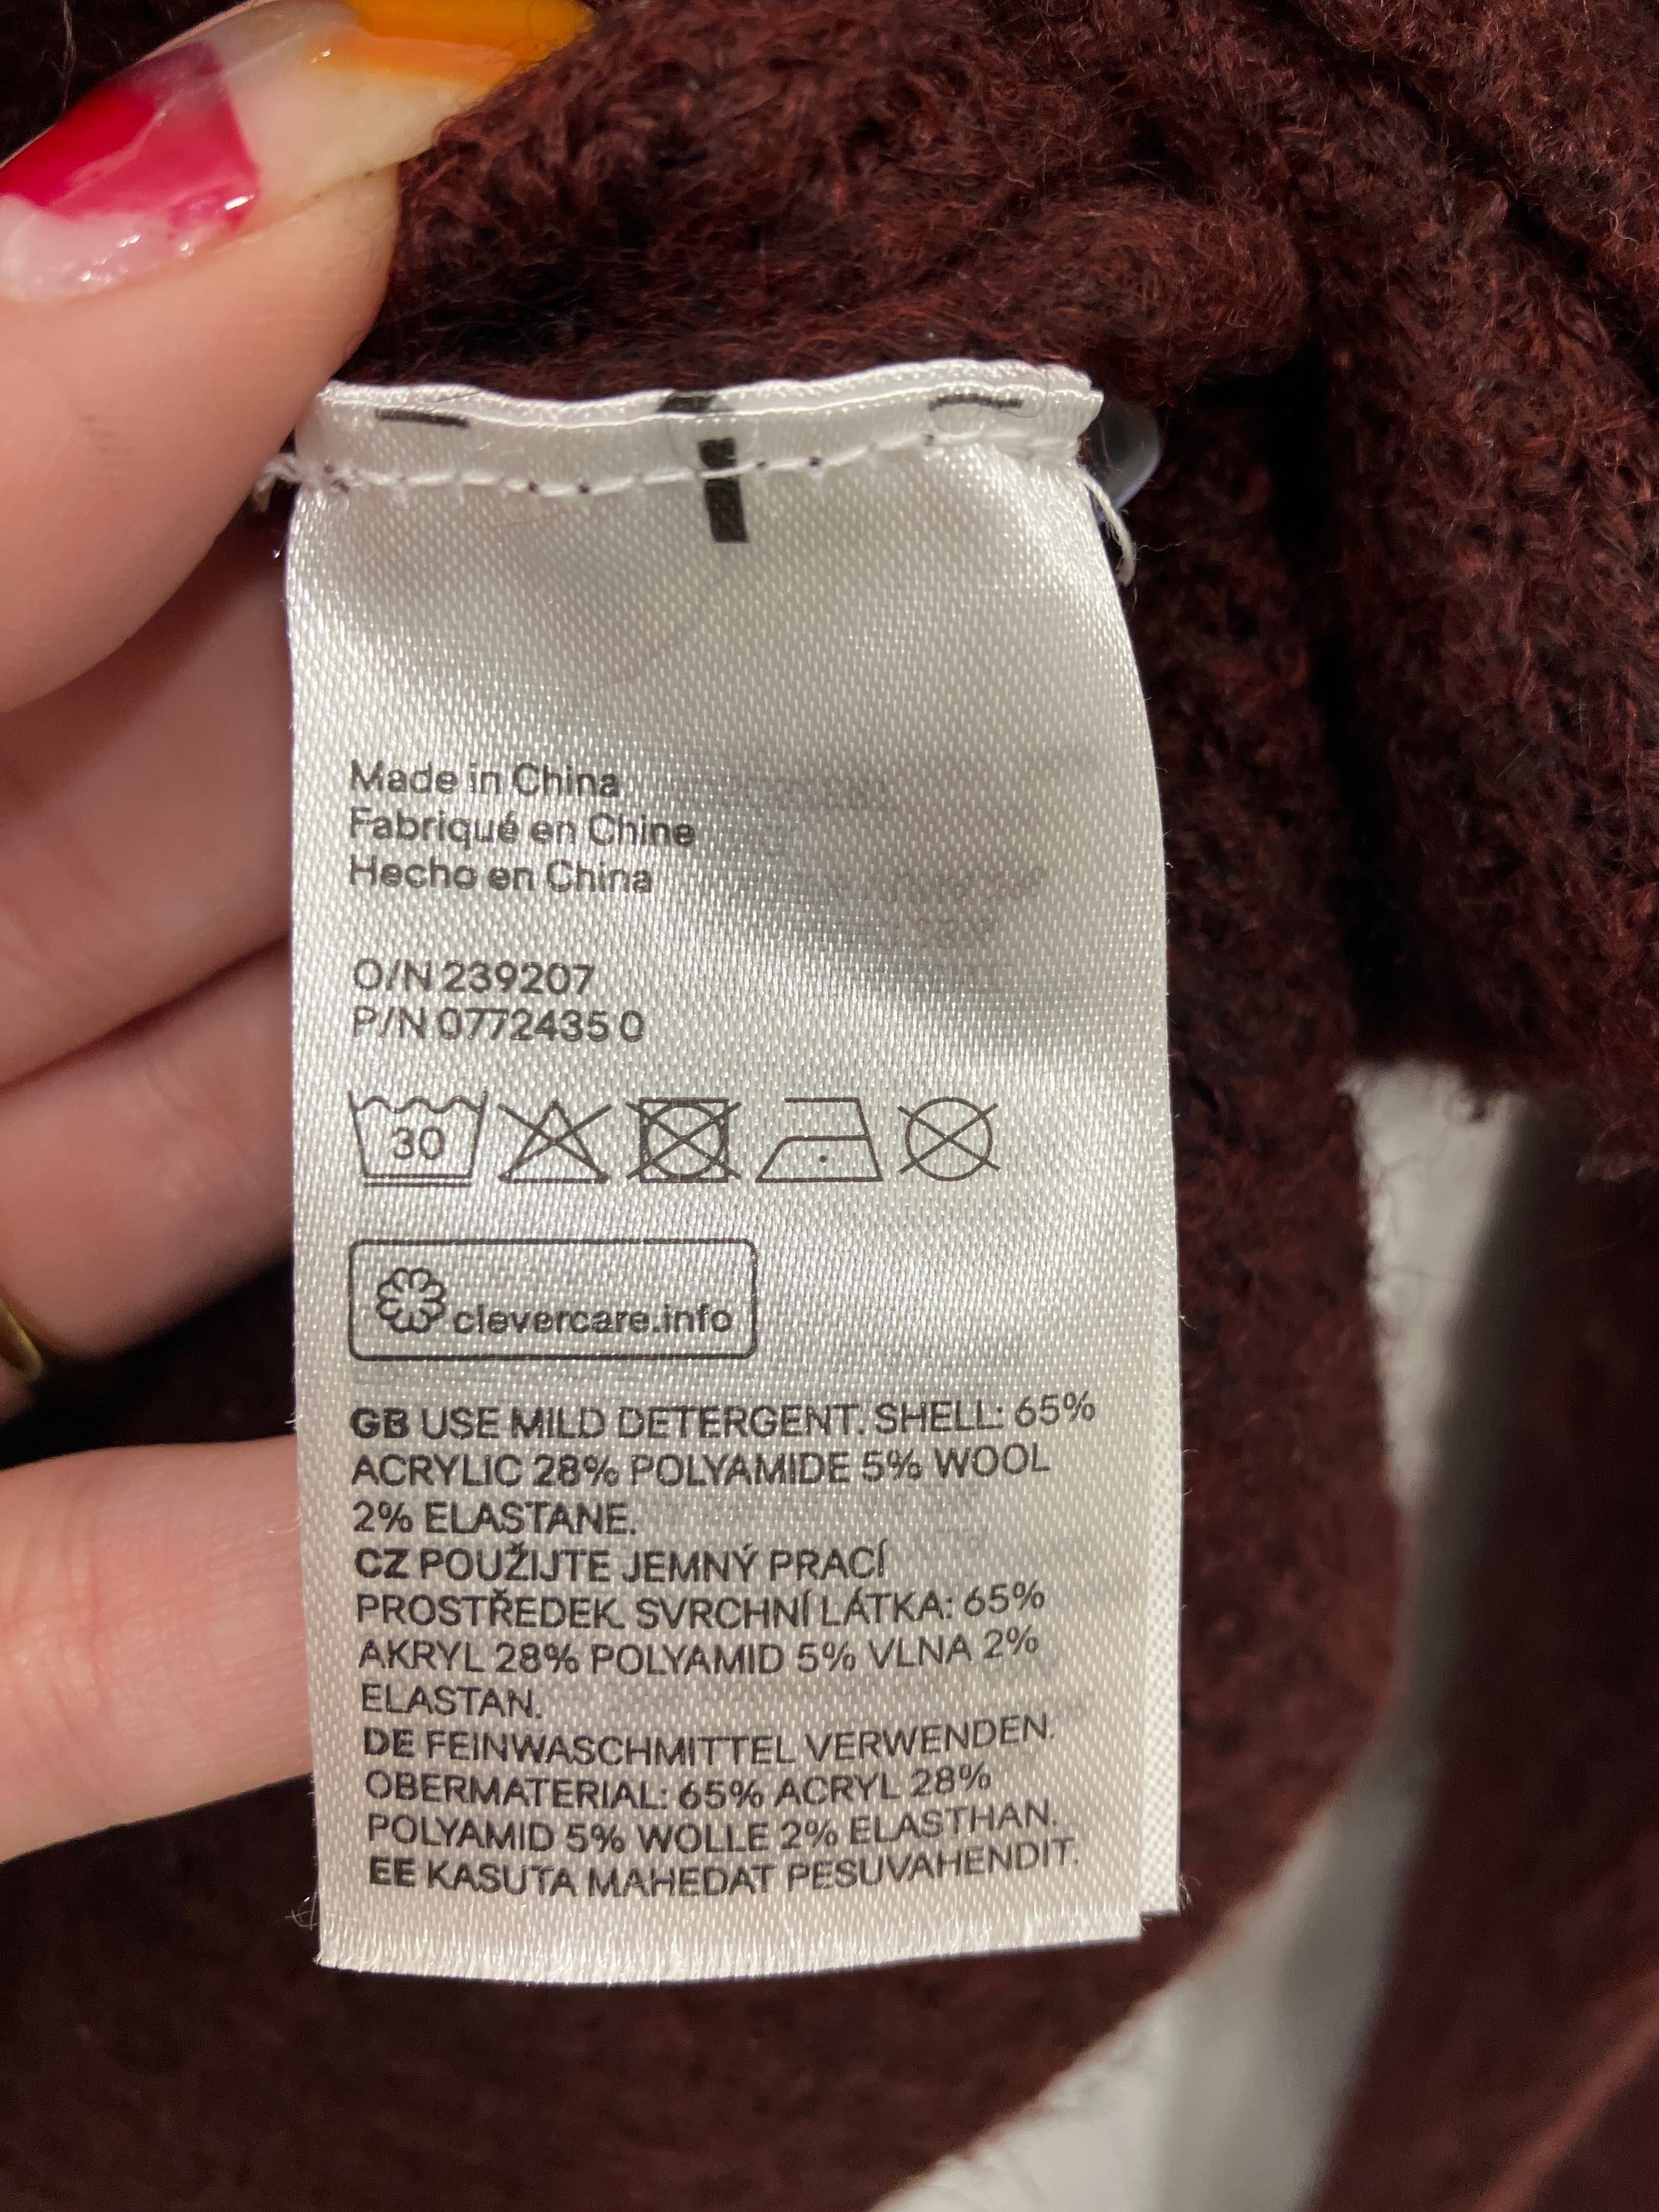 Made in China
Fabriqué en Chine
Hecho en China
O/N 239207
P/N 0772435 0
30
clevercare.info
GB USE MILD DETERGENT. SHELL: 65%
ACRYLIC 28% POLYAMIDE 5% WOOL
2% ELASTANE.
CZ POUŽIJTE JEMNÝ PRACÍ
PROSTŘEDEK. SVRCHNÍ LÁTKA: 65%
AKRYL 28% POLYAMID 5% VLNA 2%
ELASTAN.
DE FEINWASCHMITTEL VERWENDEN.
OBERMATERIAL: 65% ACRYL 28%
POLYAMID 5% WOLLE 2% ELASTHAN.
EE KASUTA MAHEDAT PESUVAHENDIT.